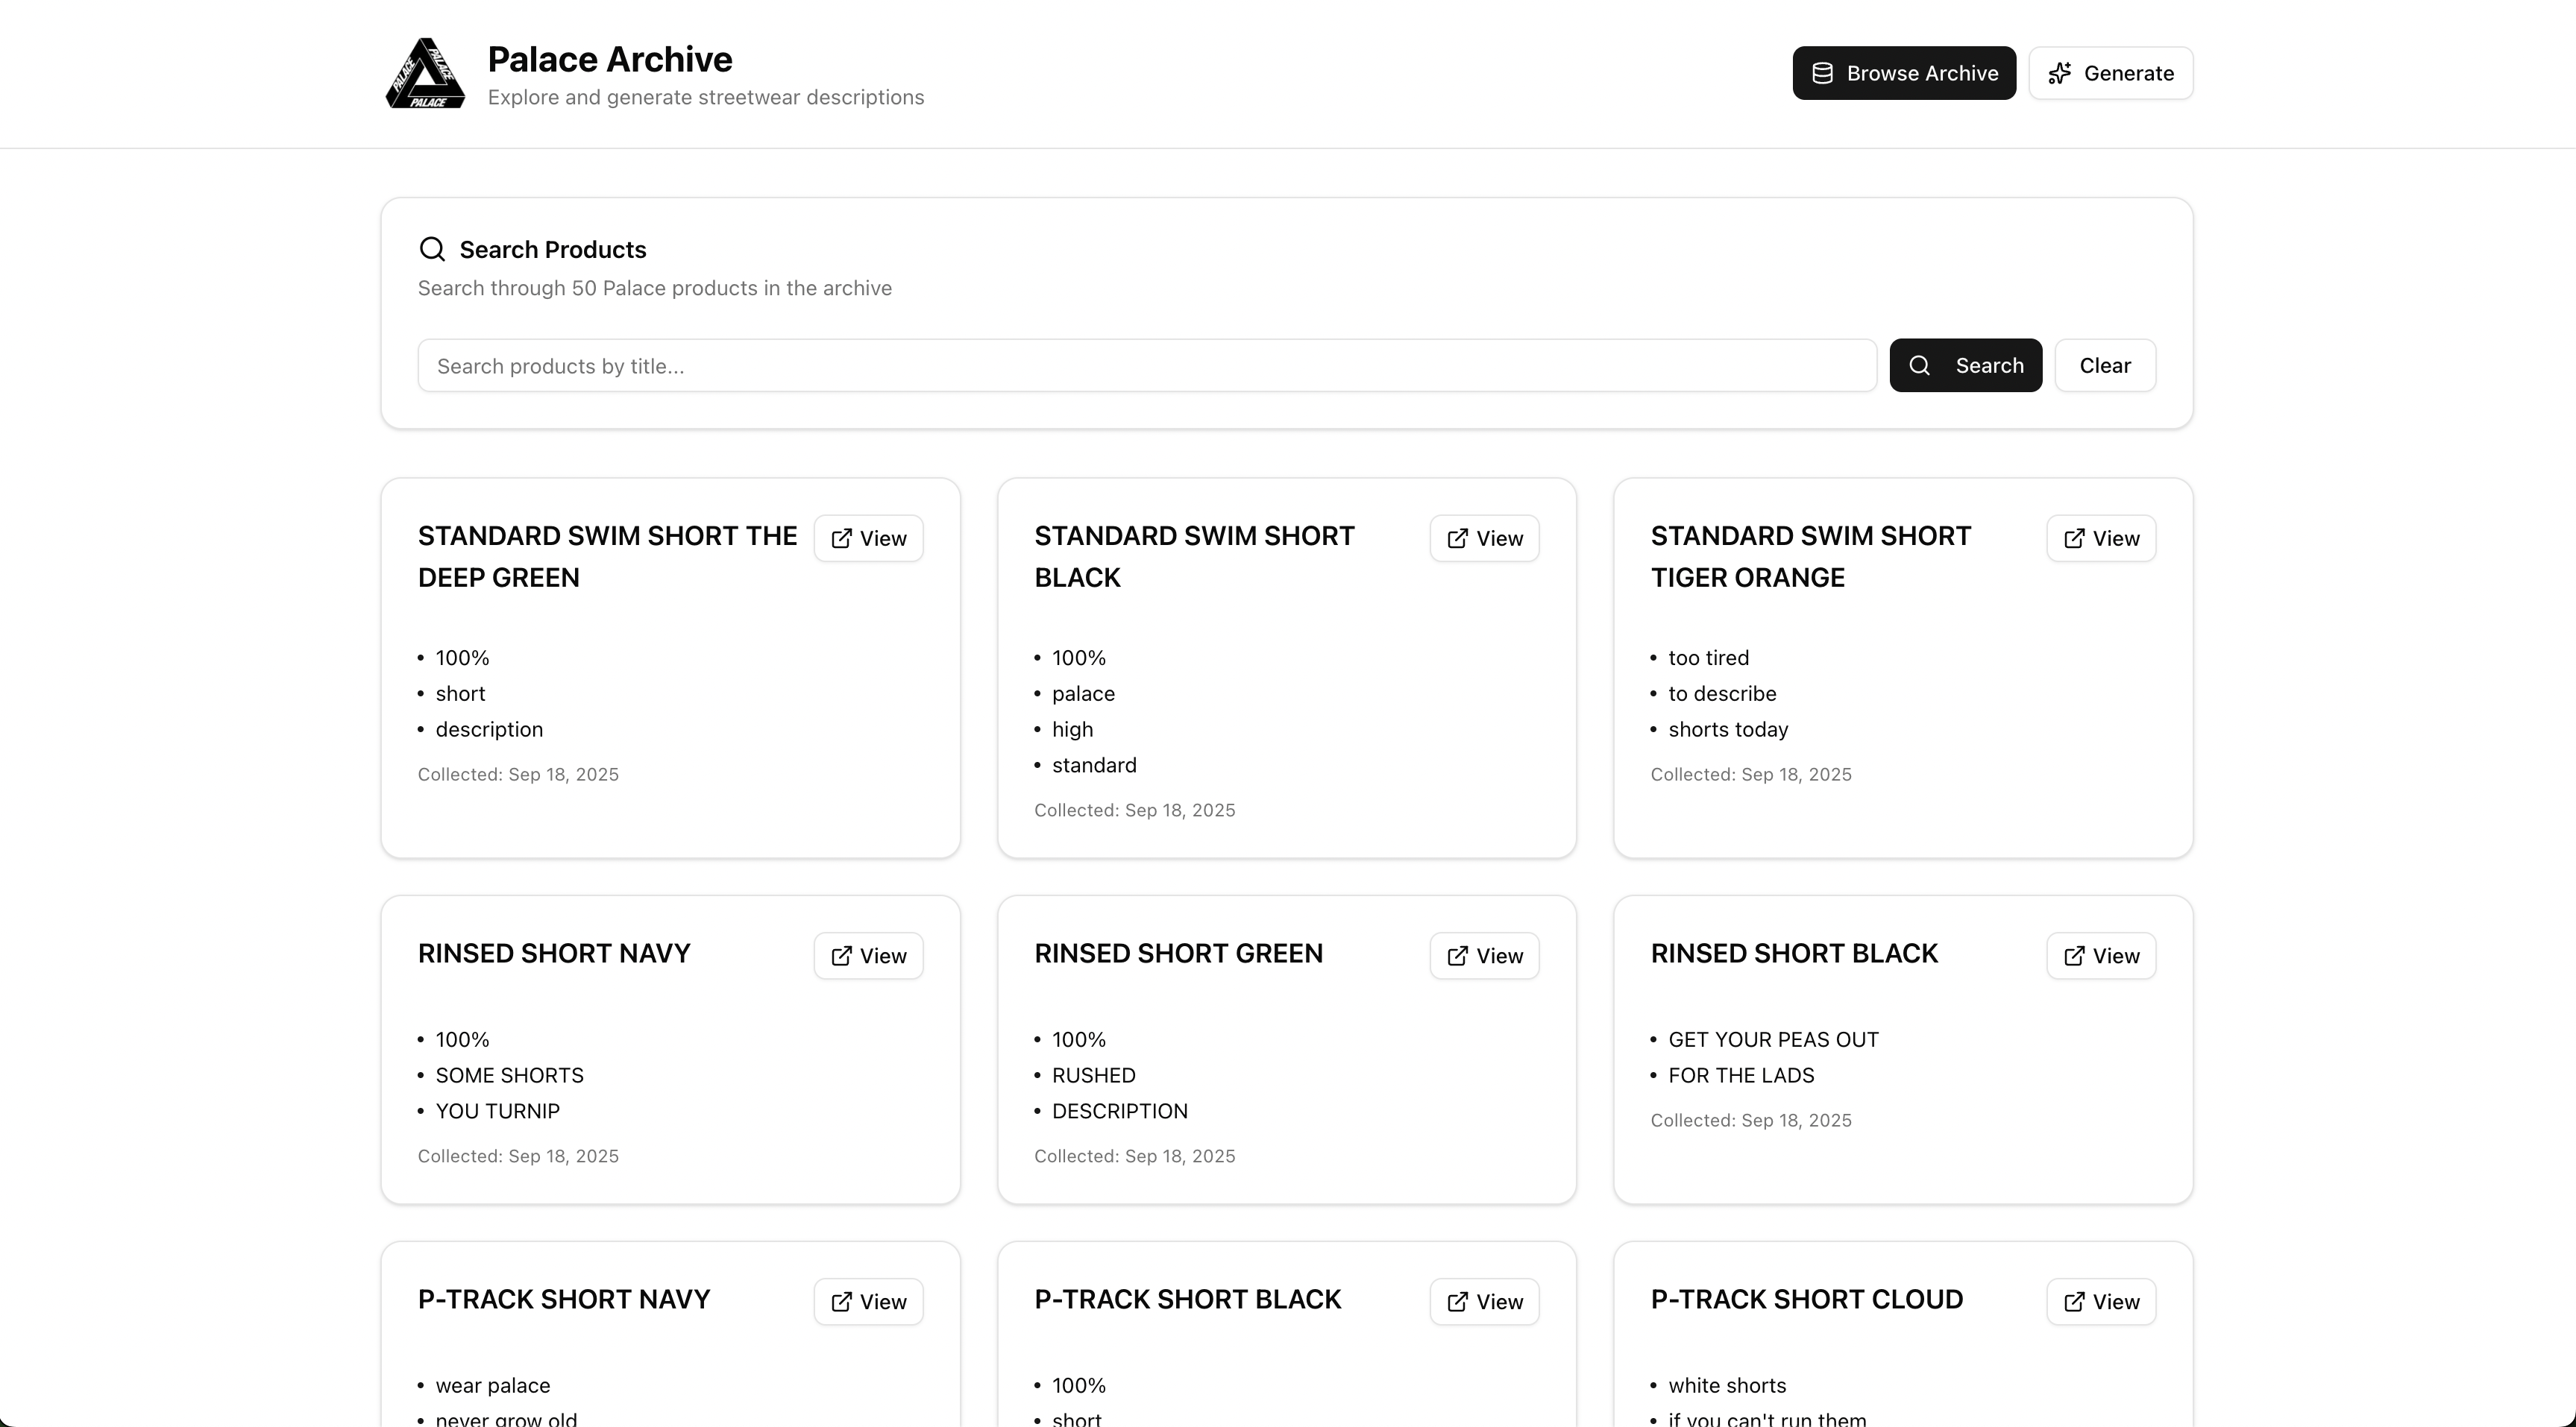 PALACE PALACE PALACE
Palace Archive
Explore and generate streetwear descriptions
Browse Archive
Generate
Search Products
Search through 50 Palace products in the archive
Search products by title...
Search
Clear
STANDARD SWIM SHORT THE
DEEP GREEN
View
• 100%
• short
• description
Collected: Sep 18, 2025
STANDARD SWIM SHORT
BLACK
View
• 100%
• palace
• high
• standard
Collected: Sep 18, 2025
STANDARD SWIM SHORT
TIGER ORANGE
View
• too tired
• to describe
• shorts today
Collected: Sep 18, 2025
RINSED SHORT NAVY
View
• 100%
• SOME SHORTS
• YOU TURNIP
Collected: Sep 18, 2025
RINSED SHORT GREEN
View
• 100%
• RUSHED
• DESCRIPTION
Collected: Sep 18, 2025
RINSED SHORT BLACK
View
• GET YOUR PEAS OUT
• FOR THE LADS
Collected: Sep 18, 2025
P-TRACK SHORT NAVY
View
• wear palace
• never grow old
P-TRACK SHORT BLACK
View
• 100%
• short
P-TRACK SHORT CLOUD
View
• white shorts
• if you can't run them